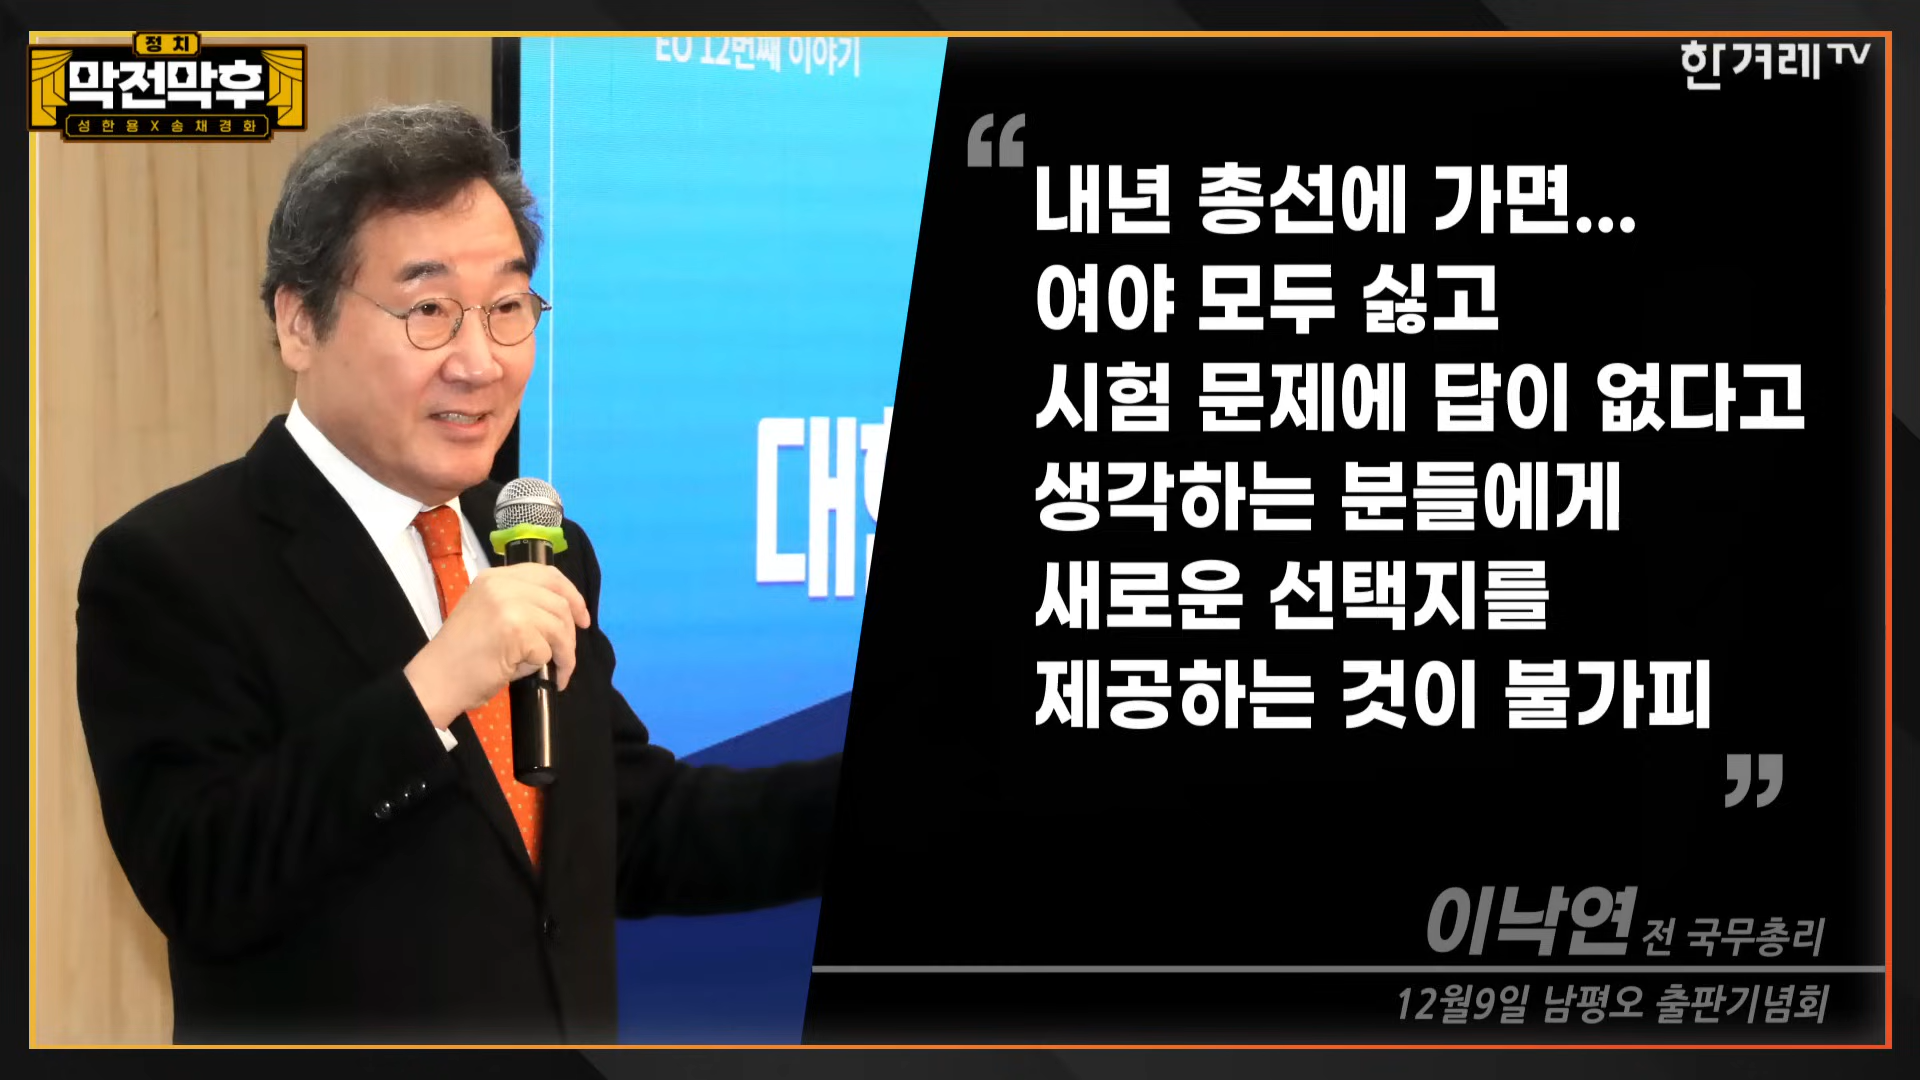 정치
막전막후
성한용X송채경화
EO 12번째 이야기
한겨레TV
“
내년 총선에 가면...
여야 모두 싫고
시험 문제에 답이 없다고
생각하는 분들에게
새로운 선택지를
제공하는 것이 불가피
”
이낙연 전 국무총리
12월9일 남평오 출판기념회